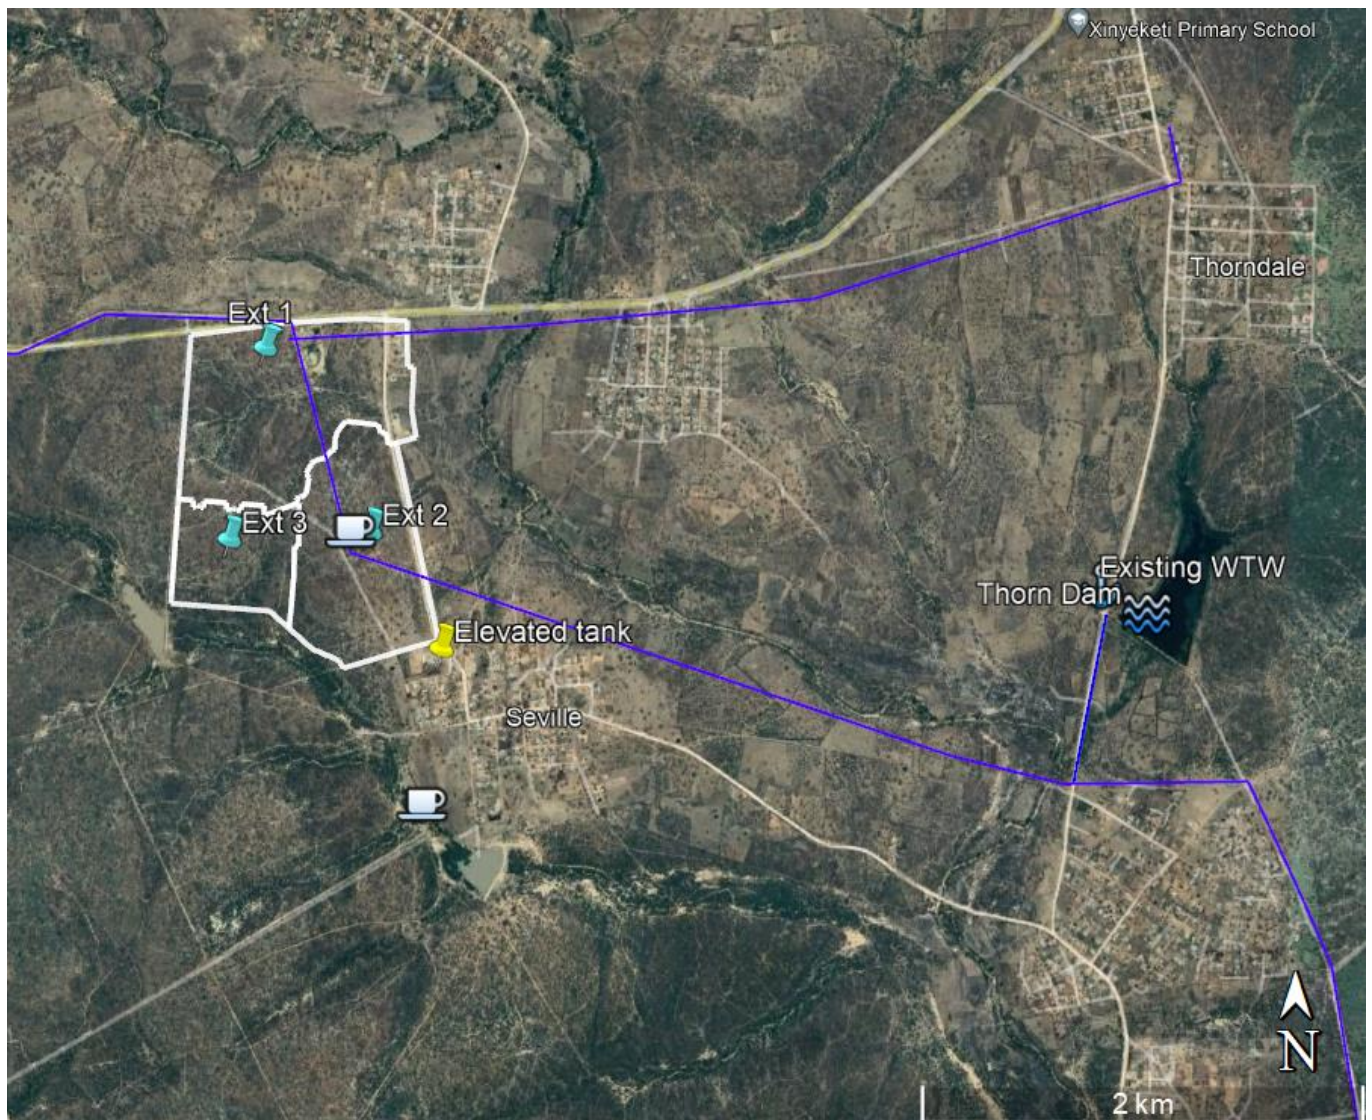 Xinyeketi Primary School
Thorndale
Ext 1
Ext 2
Ext 3
Existing WTW
Thorn Dam
Elevated tank
Seville
N
2 km